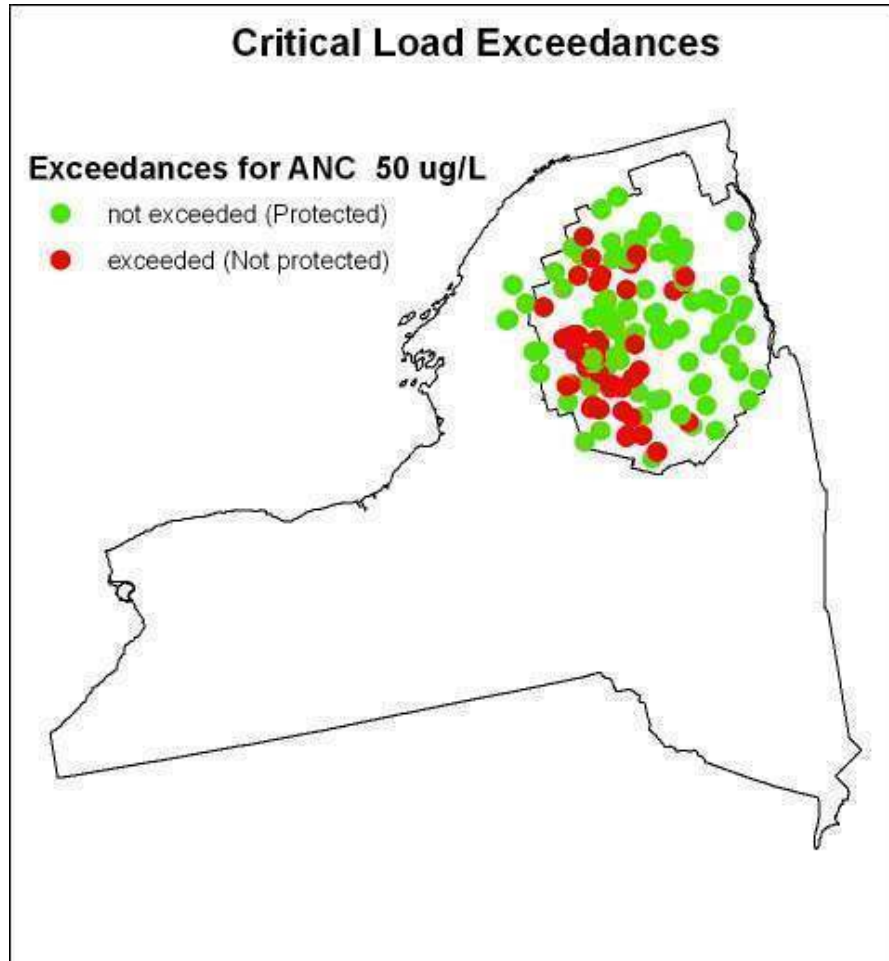 Critical Load Exceedances
Exceedances for ANC 50 ug/L
not exceeded (Protected)
exceeded (Not protected)